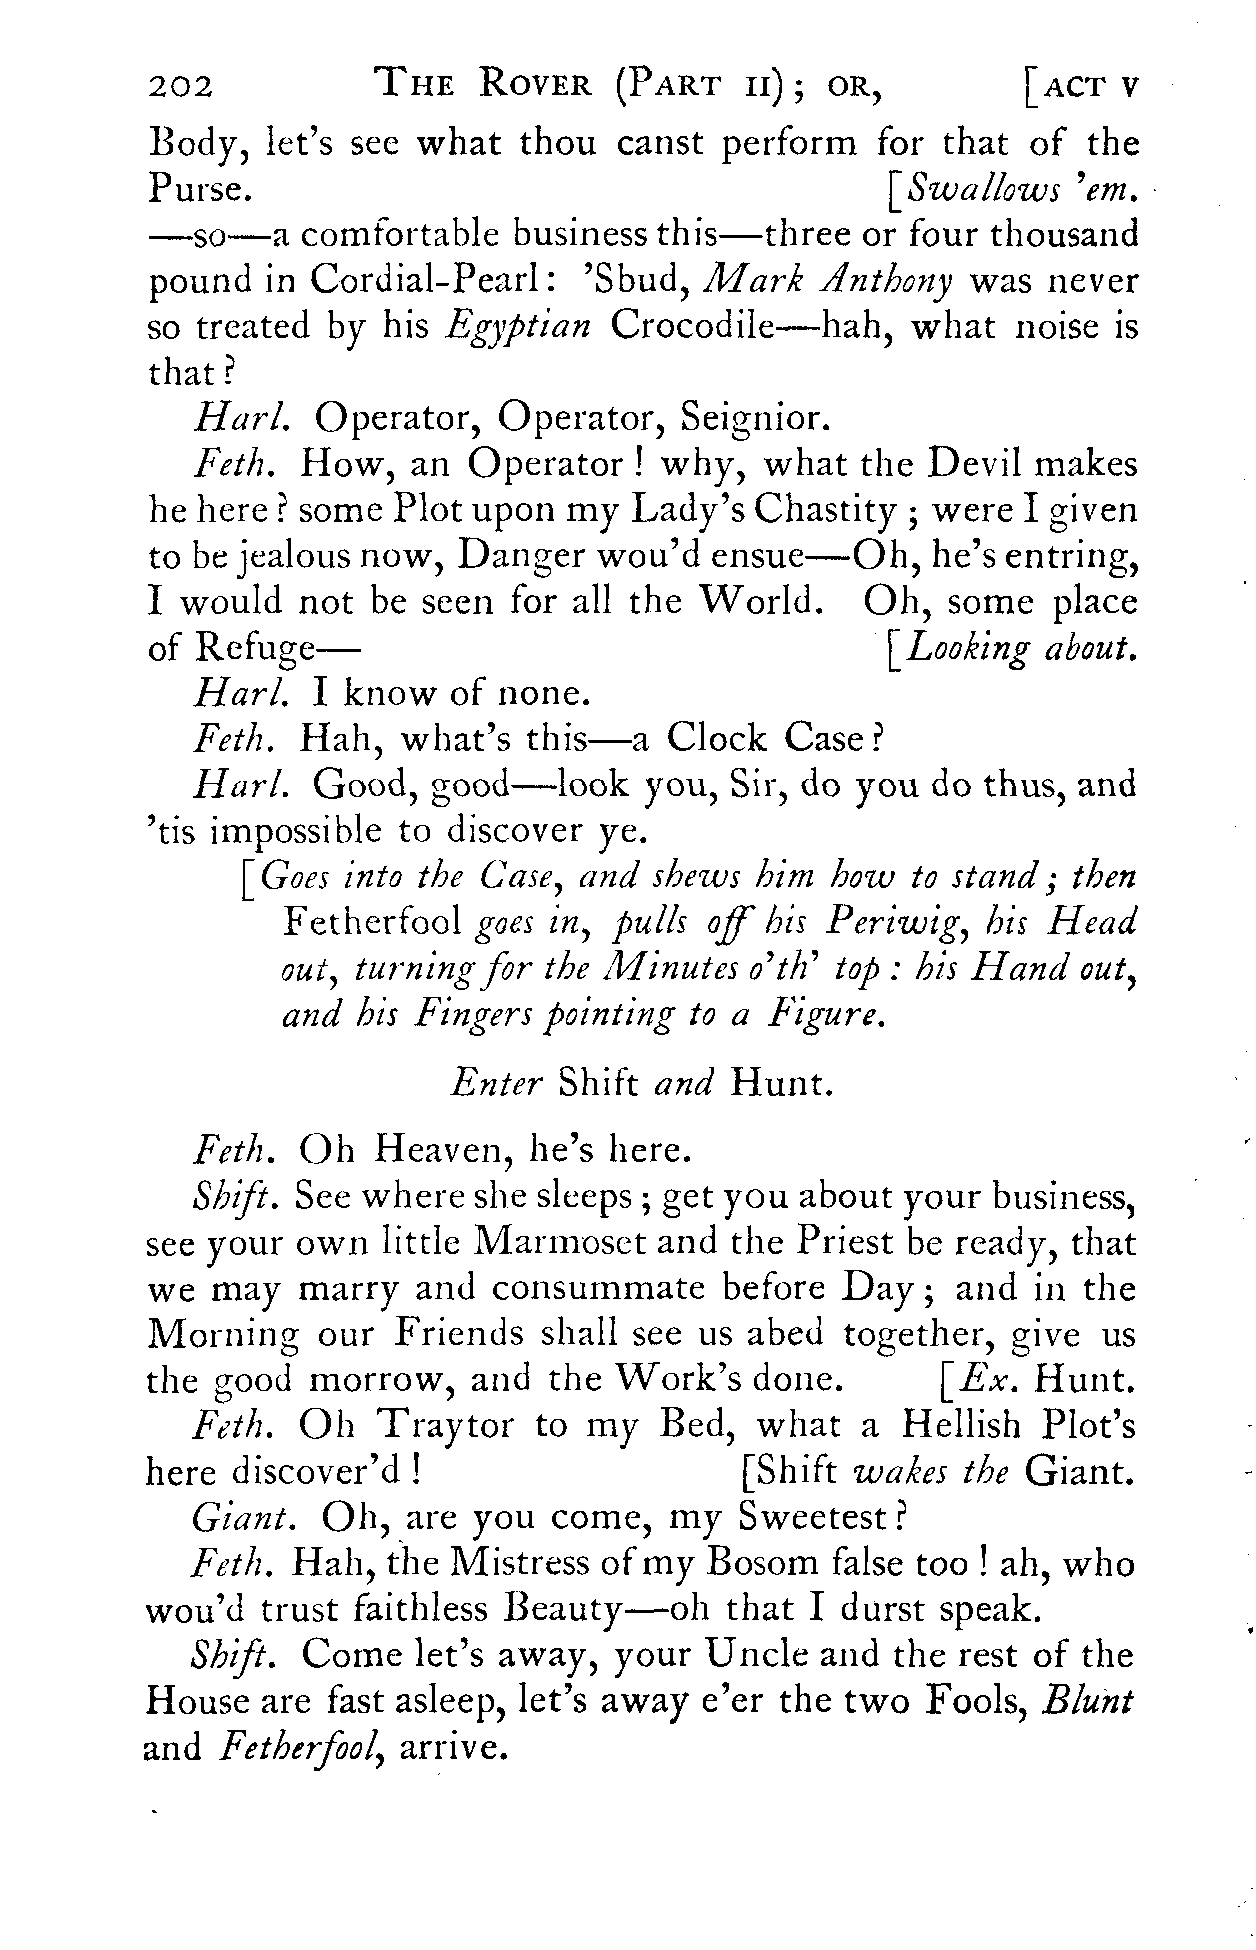 202 THE ROVER (PART II); OR, [ACT V
Body, let's see what thou canst perform for that of the
Purse. [Swallows 'em.
—so—a comfortable business this—three or four thousand
pound in Cordial-Pearl: 'Sbud, Mark Anthony was never
so treated by his Egyptian Crocodile—hah, what noise is
that?
Harl. Operator, Operator, Seignior.
Feth. How, an Operator! why, what the Devil makes
he here? some Plot upon my Lady's Chastity; were I given
to be jealous now, Danger wou'd ensue—Oh, he's entring,
I would not be seen for all the World. Oh, some place
of Refuge— [Looking about.
Harl. I know of none.
Feth. Hah, what's this—a Clock Case?
Harl. Good, good—look you, Sir, do you do thus, and
'tis impossible to discover ye.
[Goes into the Case, and shews him how to stand; then
Fetherfool goes in, pulls off his Periwig, his Head
out, turning for the Minutes o'th' top: his Hand out,
and his Fingers pointing to a Figure.
Enter Shift and Hunt.
Feth. Oh Heaven, he's here.
Shift. See where she sleeps; get you about your business,
see your own little Marmoset and the Priest be ready, that
we may marry and consummate before Day; and in the
Morning our Friends shall see us abed together, give us
the good morrow, and the Work's done. [Ex. Hunt.
Feth. Oh Traytor to my Bed, what a Hellish Plot's
here discover'd! [Shift wakes the Giant.
Giant. Oh, are you come, my Sweetest?
Feth. Hah, the Mistress of my Bosom false too! ah, who
wou'd trust faithless Beauty—oh that I durst speak.
Shift. Come let's away, your Uncle and the rest of the
House are fast asleep, let's away e'er the two Fools, Blunt
and Fetherfool, arrive.